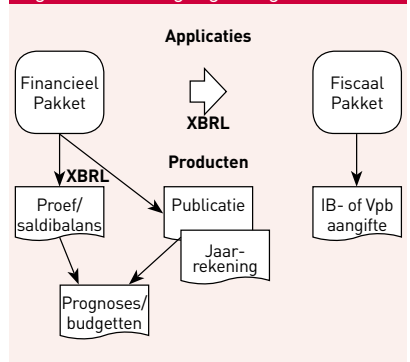 Applicaties
Financieel
Pakket
XBRL
Fiscaal
Pakket
XBRL
Producten
Proef/
saldibalans
Publicatie
Jaar-
rekening
IB- of Vpb
aangifte
Prognoses/
budgetten